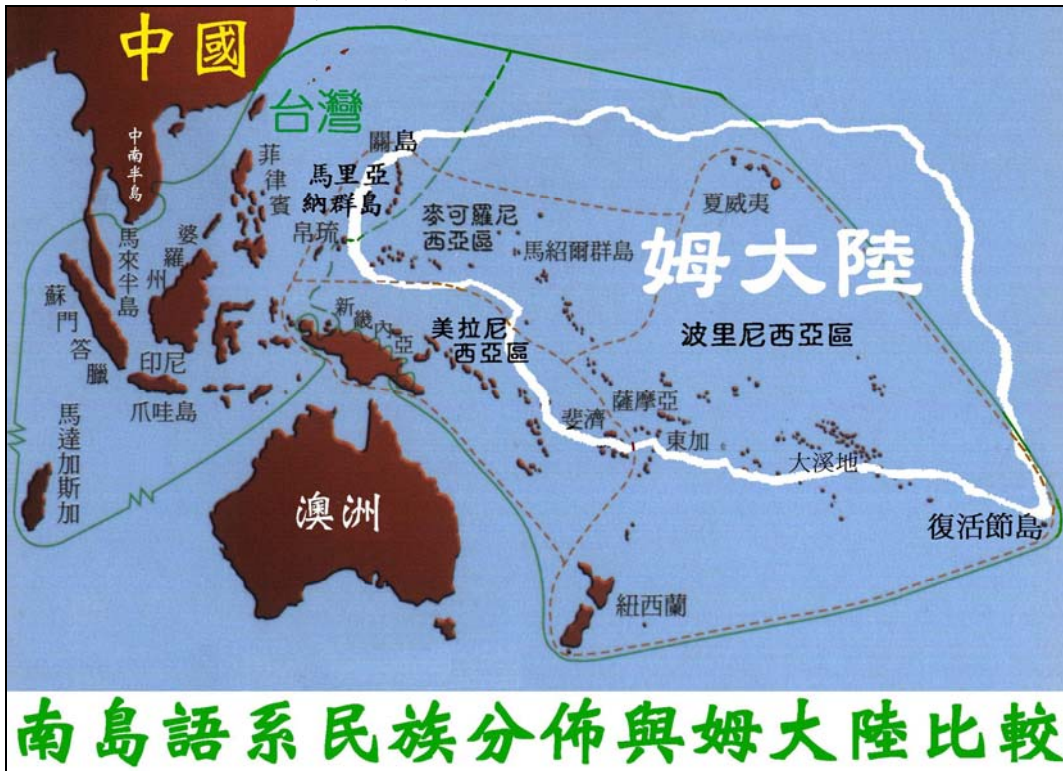 中國
台灣
中南半島
關島
菲律賓
馬里亞
納群島
帛琉
麥可羅尼
西亞區
夏威夷
馬紹爾群島
姆大陸
婆羅州
馬來半島
蘇門答臘
新畿內亞
美拉尼
西亞區
波里尼西亞區
印尼
爪哇島
馬達加斯加
薩摩亞
斐濟
東加
大溪地
澳洲
復活節島
紐西蘭
南島語系民族分佈與姆大陸比較